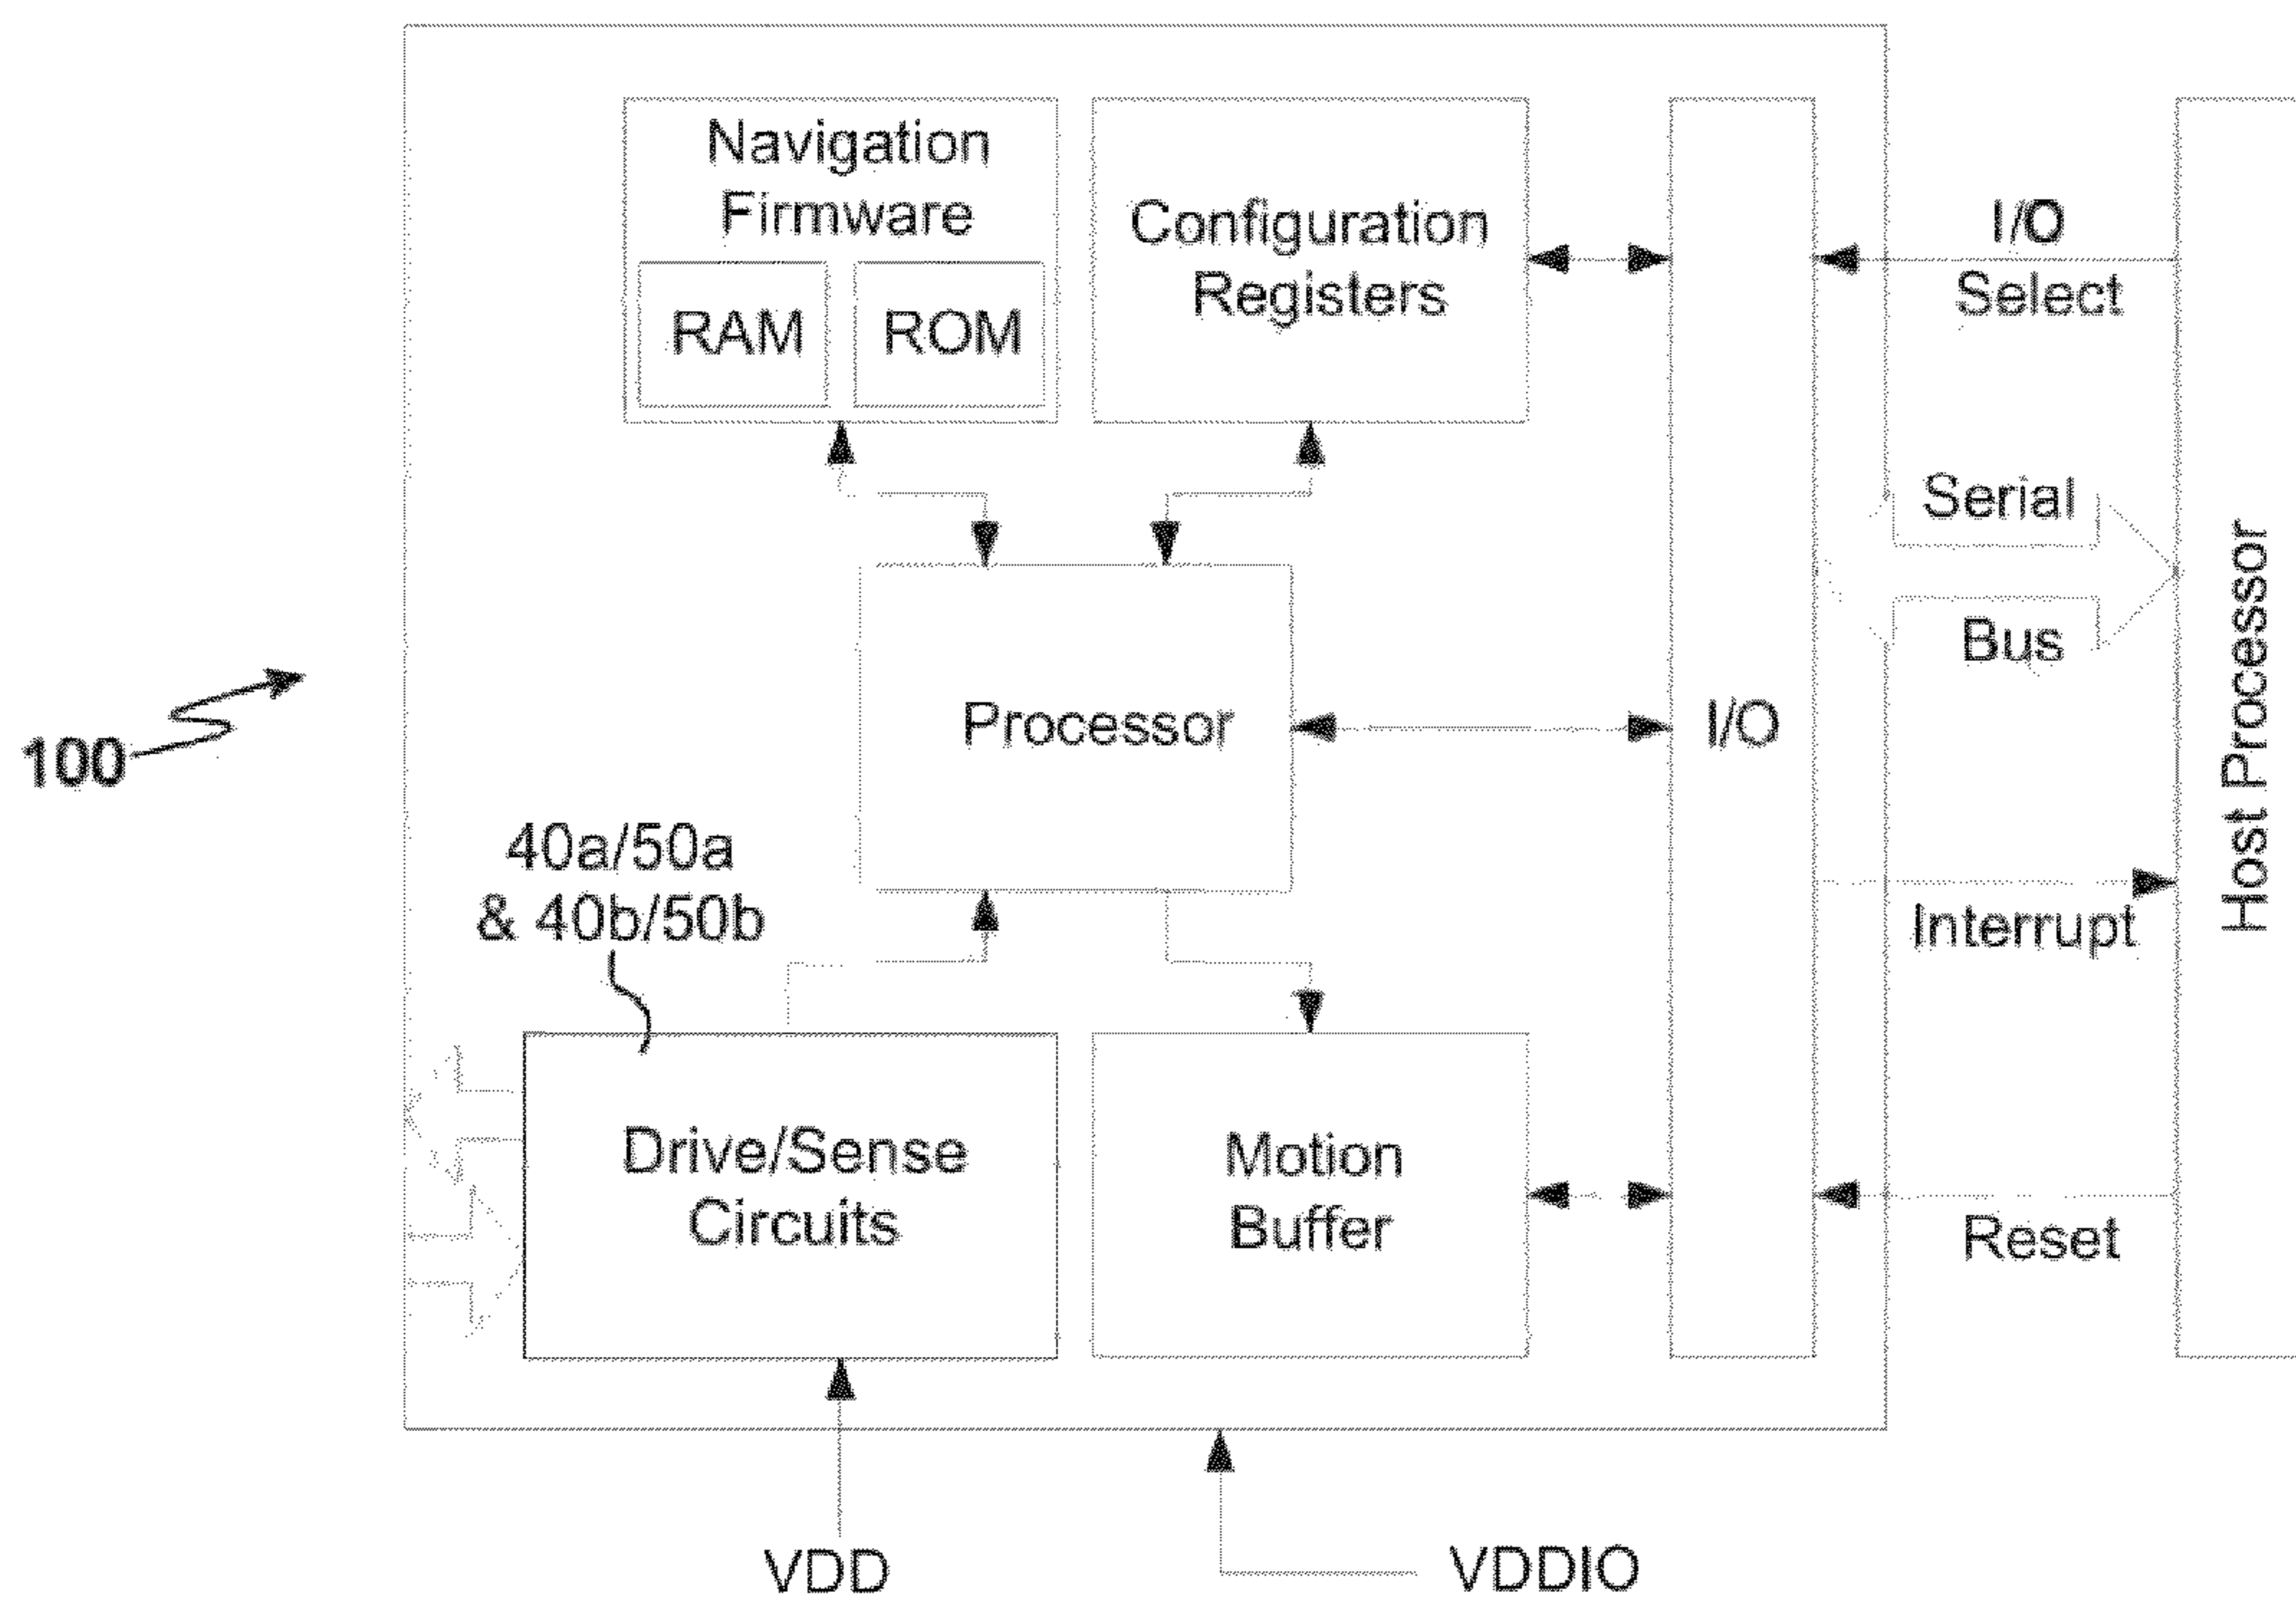 Navigation
Firmware
RAM
ROM
Configuration
Registers
I/O
Select
Serial
Bus
Host Processor
Processor
I/O
100
40a/50a
& 40b/50b
Interrupt
Drive/Sense
Circuits
Motion
Buffer
Reset
VDD
VDDIO